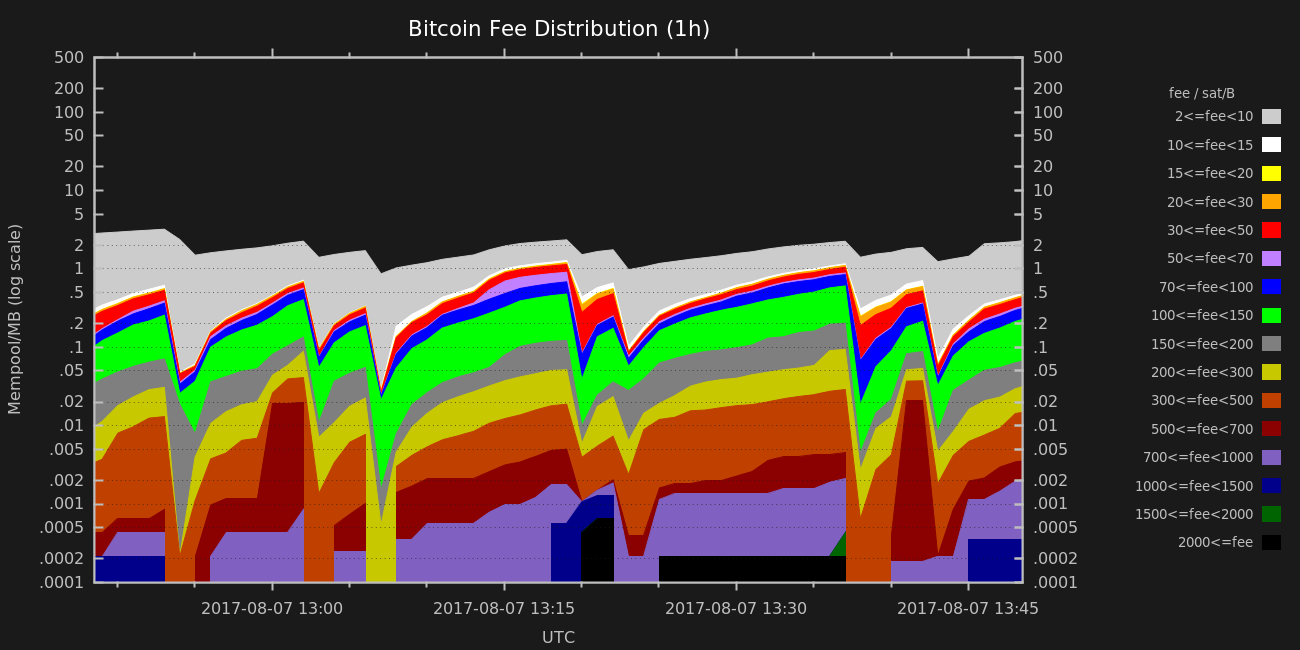 Bitcoin Fee Distribution (1h)
Mempool/MB (log scale)
500
200
100
50
20
10
5
2
1
.5
.2
.1
.05
.02
.01
.005
.002
.001
.0005
.0002
.0001
500
200
100
50
20
10
5
2
1
.5
.2
.1
.05
.02
.01
.005
.002
.001
.0005
.0002
.0001
2017-08-07 13:00
2017-08-07 13:15
2017-08-07 13:30
2017-08-07 13:45
UTC
fee / sat/B
2<=fee<10
10<=fee<15
15<=fee<20
20<=fee<30
30<=fee<50
50<=fee<70
70<=fee<100
100<=fee<150
150<=fee<200
200<=fee<300
300<=fee<500
500<=fee<700
700<=fee<1000
1000<=fee<1500
1500<=fee<2000
2000<=fee